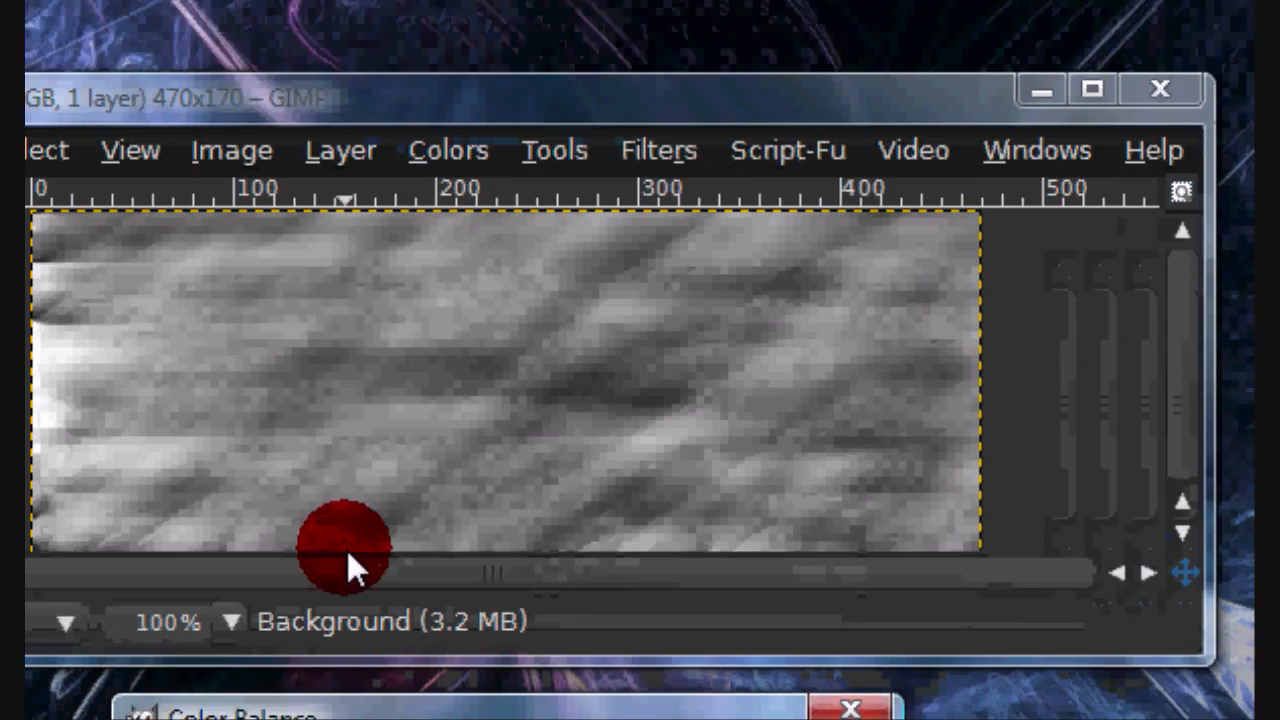 GB, 1 layer) 470x170 – GIMP
lect View Image Layer Colors Tools Filters Script-Fu Video Windows Help
0 100 200 300 400 500
100% Background (3.2 MB)
Color Balance